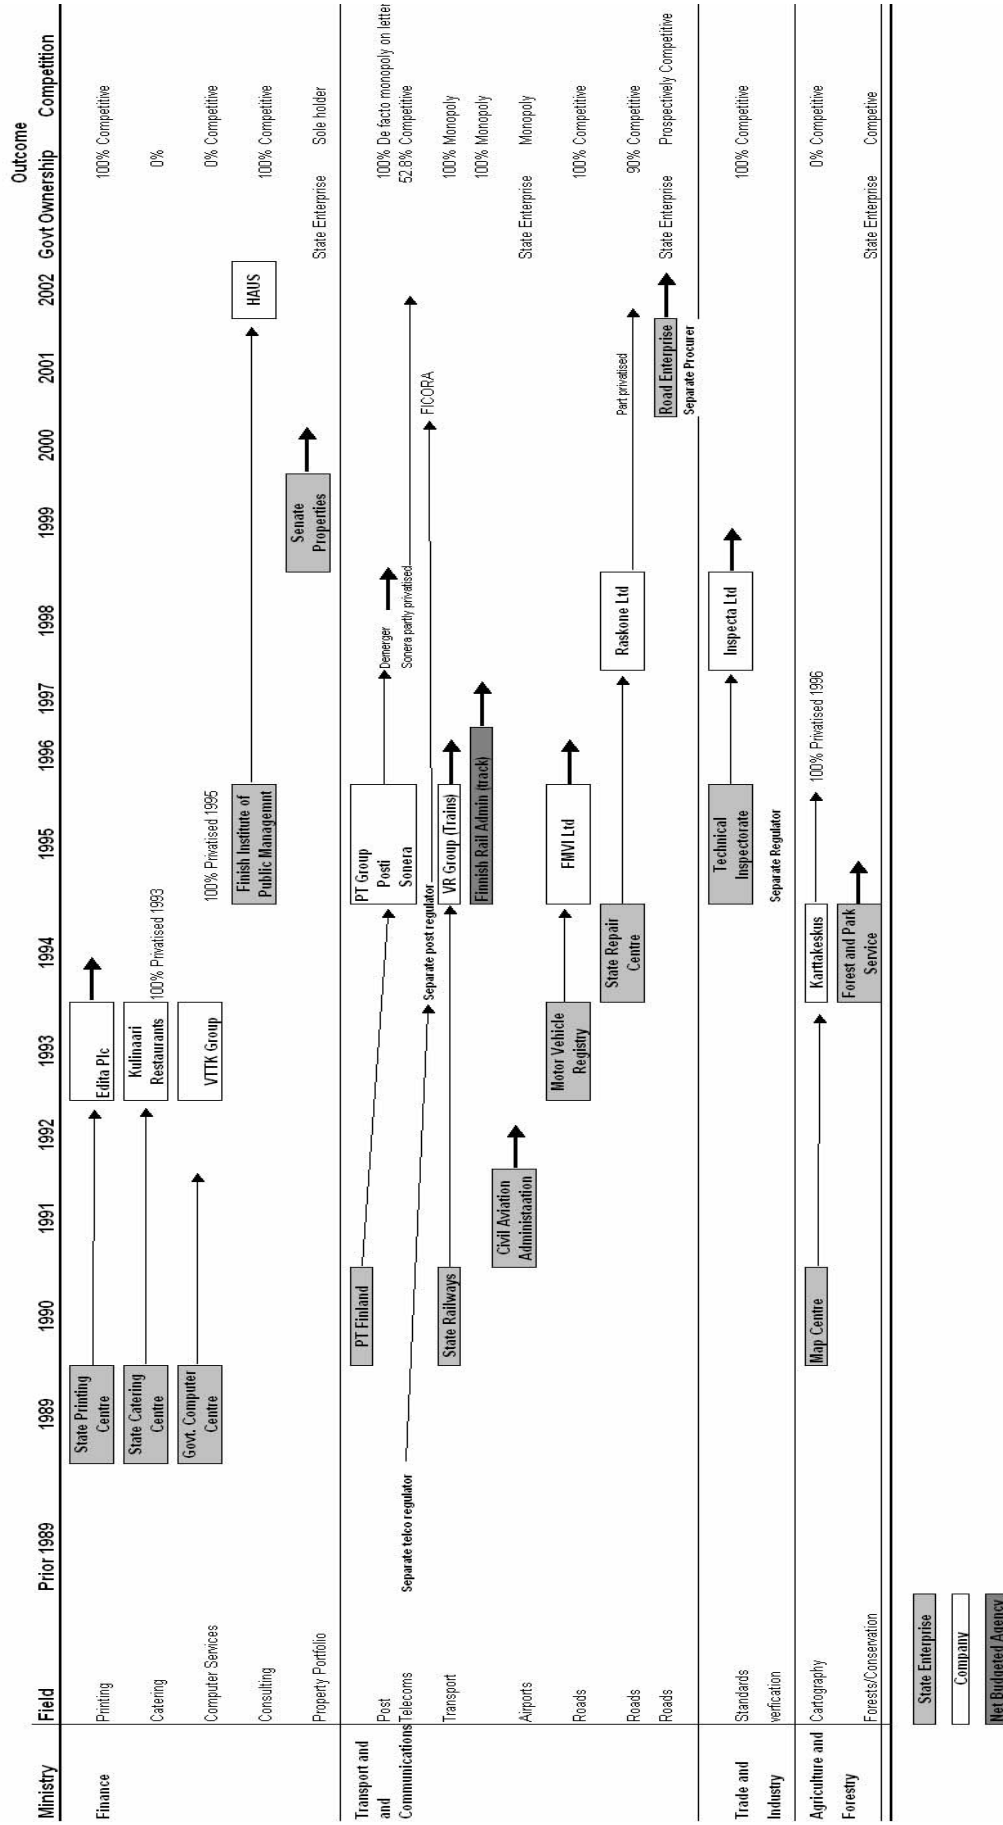 Outcome
Ministry Field Prior 1989 1989 1990 1991 1992 1993 1994 1995 1996 1997 1998 1999 2000 2001 2002 Govt Ownership Competition
Finance
Printing
State Printing
Centre
Edita Plc
100% Competitive
Catering
State Catering
Centre
Kulinaari
Restaurants
100% Privatised 1993
0%
Computer Services
Govt. Computer
Centre
VTTK Group
100% Privatised 1995
0% Competitive
Consulting
Finish Institute of
Public Managemnt
HAUS
100% Competitive
Property Portfolio
Senate
Properties
State Enterprise
Sole holder
Transport and
and
Communications
Post
PT Finland
PT Group
Posti
Sonera
Demerger
100% De facto monopoly on letter
Telecoms
Separate telco regulator
Sonera partly privatised
52.8% Competitive
Separate post regulator
FICORA
Transport
State Railways
VR Group (Trains)
100% Monopoly
Finnish Rail Admin (track)
100% Monopoly
Airports
Civil Aviation
Administaation
State Enterprise
Monopoly
Roads
Motor Vehicle
Registry
FMVI Ltd
100% Competitive
Roads
State Repair
Centre
Raskone Ltd
Part privatised
90% Competitive
Roads
Road Enterprise
Separate Procurer
State Enterprise
Prospectively Competitive
Trade and
Industry
Standards
verfication
Technical
Inspectorate
Inspecta Ltd
100% Competitive
Separate Regulator
Agriculture and
Forestry
Cartography
Map Centre
Karttakeskus
100% Privatised 1996
0% Competitive
Forests/Conservation
Forest and Park
Service
State Enterprise
Competive
State Enterprise
Company
Net Budgeted Agency